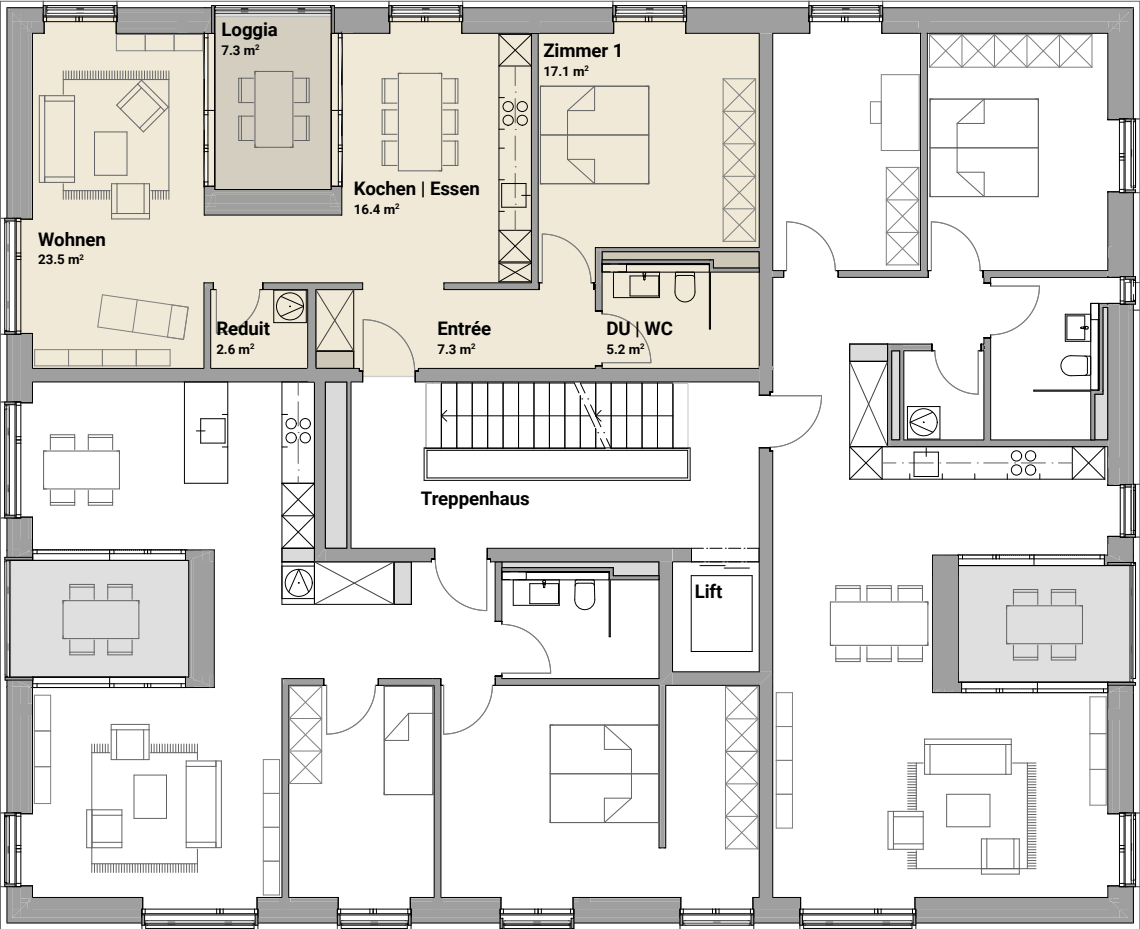 Loggia
7.3 m²
Zimmer 1
17.1 m²
Kochen | Essen
16.4 m²
Wohnen
23.5 m²
Reduit
2.6 m²
Entrée
7.3 m²
DU | WC
5.2 m²
Treppenhaus
Lift